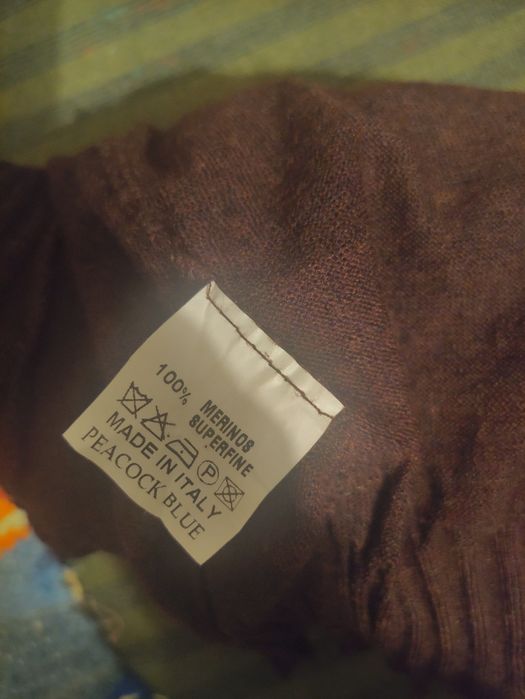 100% MERINOS
SUPERFINE
P
MADE IN ITALY
PEACOCK BLUE